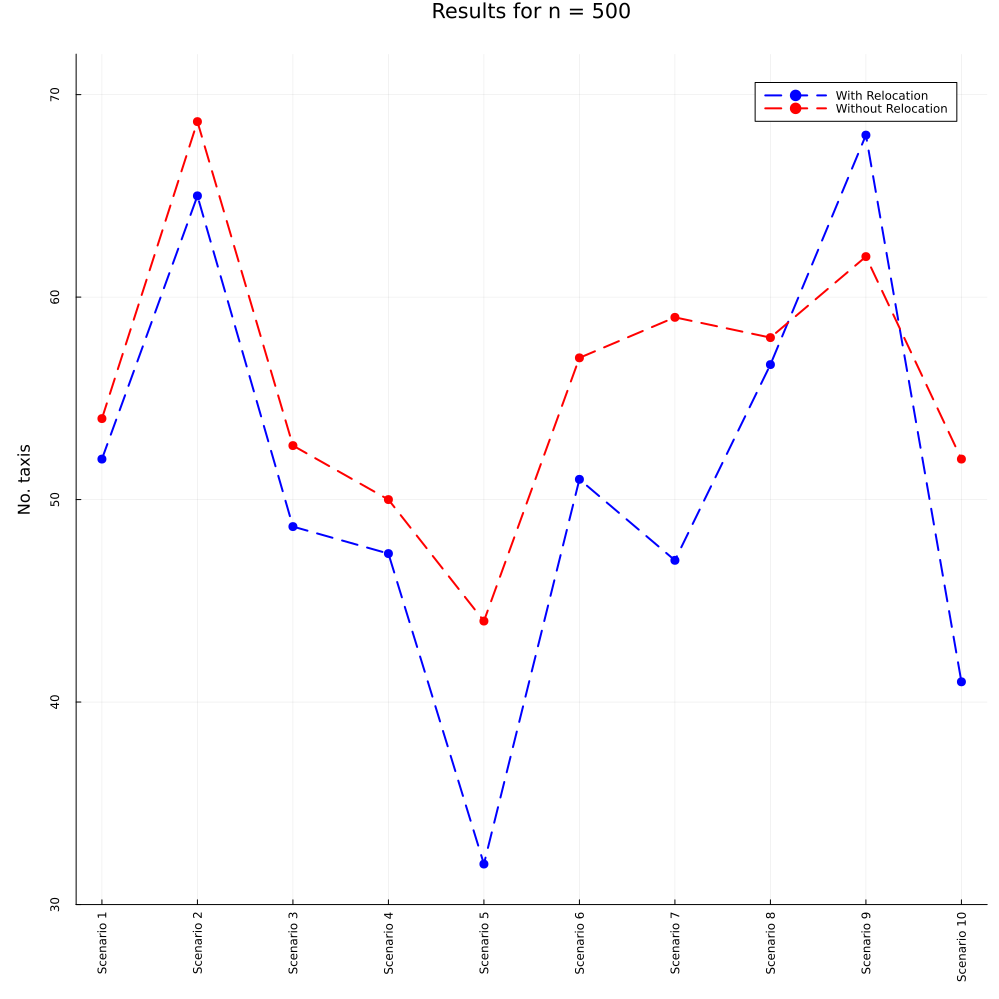 Results for n = 500
70
60
50
40
30
No. taxis
With Relocation
Without Relocation
Scenario 1
Scenario 2
Scenario 3
Scenario 4
Scenario 5
Scenario 6
Scenario 7
Scenario 8
Scenario 9
Scenario 10